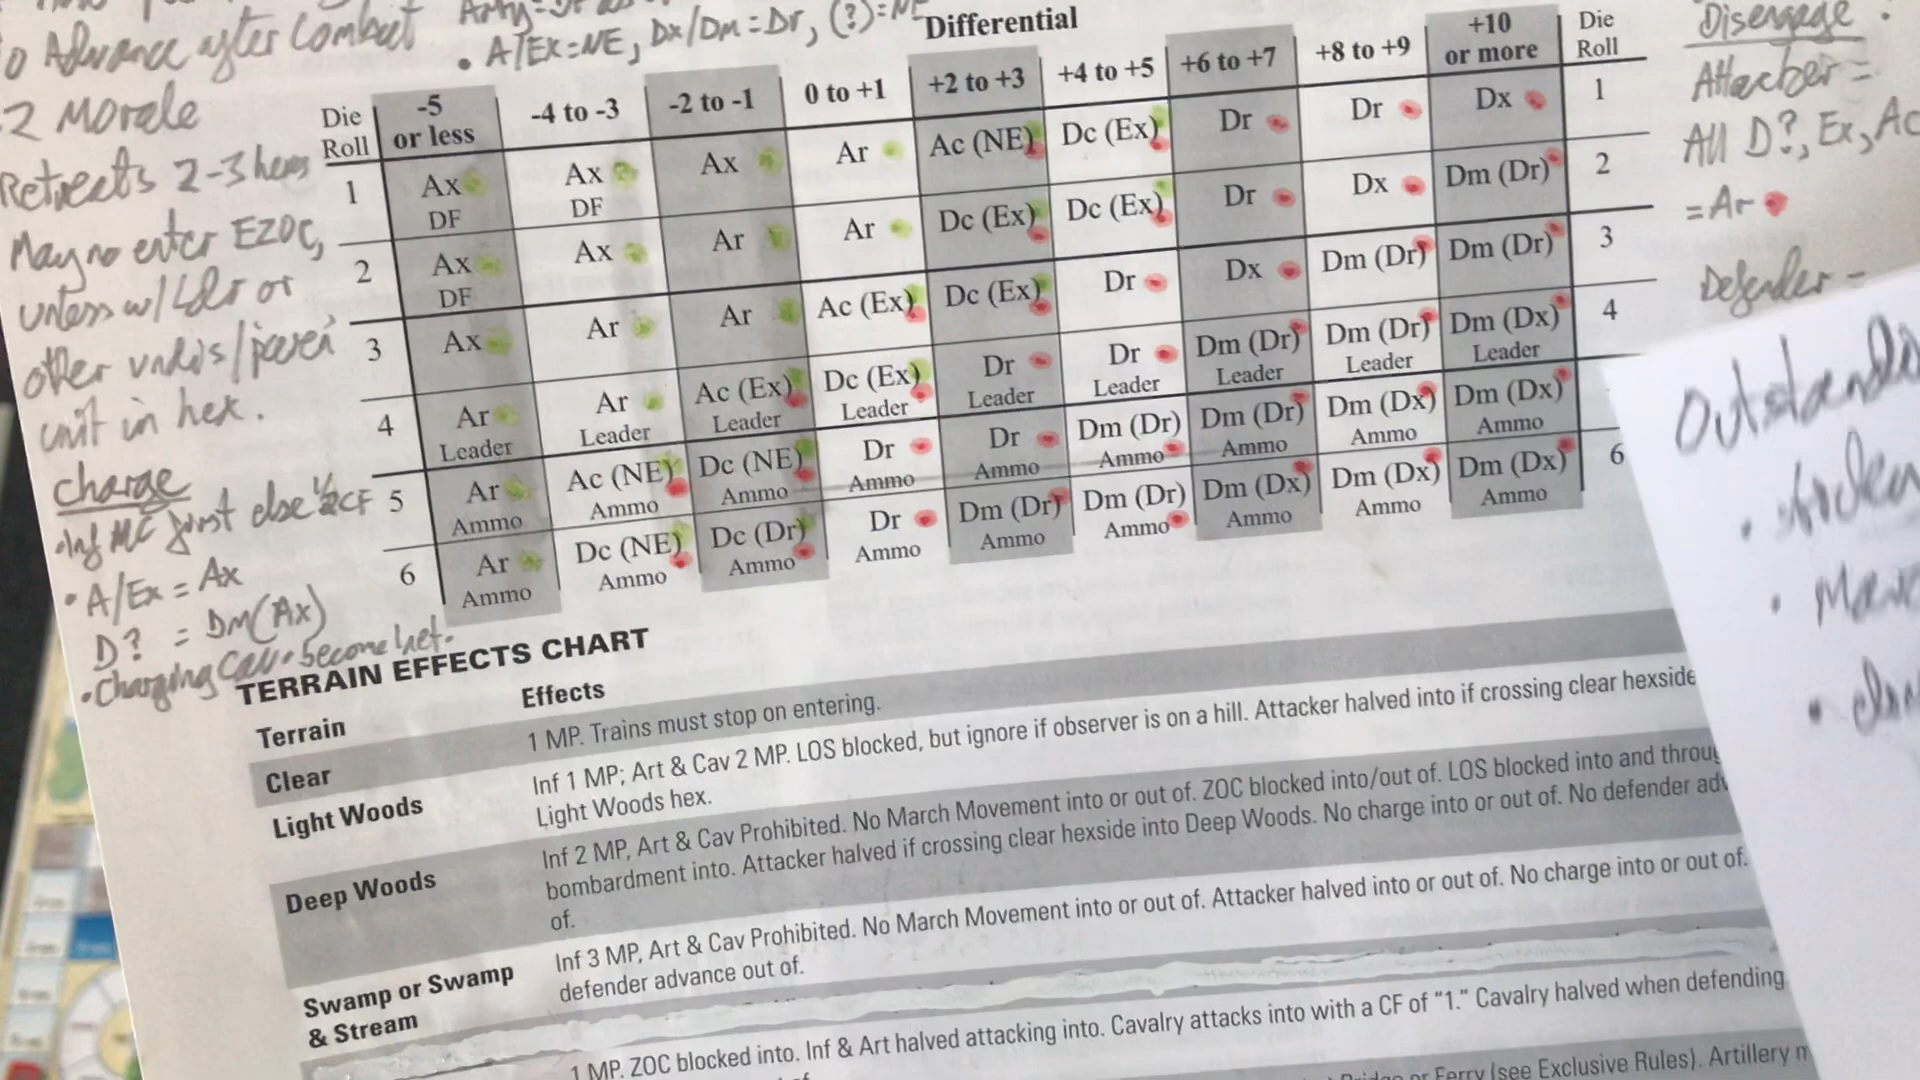 Advance after Combat
• A/Ex=NE, Dx/Dm=Dr, (?)=NE
2 Morale
Retreats 2-3 hexes
May no enter EZOC,
unless w/Ldr or
other
unit in hex.
charge
• Inf MC first else 1/2 CF
• A/Ex = Ax
D? = Dm(Ax)
• Charging Cav. become
Differential
Die Roll | -5 or less | -4 to -3 | -2 to -1 | 0 to +1 | +2 to +3 | +4 to +5 | +6 to +7 | +8 to +9 | +10 or more | Die Roll
1 | Ax DF | Ax DF | Ax | Ar | Ac (NE) | Dc (Ex) | Dr | Dr | Dx | 1
2 | Ax DF | Ax | Ar | Ar | Dc (Ex) | Dc (Ex) | Dr | Dx | Dm (Dr) | 2
3 | Ax | Ar | Ar | Ac (Ex) | Dc (Ex) | Dr | Dx | Dm (Dr) | Dm (Dr) | 3
4 | Ar Leader | Ar Leader | Ac (Ex) Leader | Dc (Ex) Leader | Dr Leader | Dr Leader | Dm (Dr) Leader | Dm (Dr) Leader | Dm (Dx) Leader | 4
5 | Ar Ammo | Ac (NE) Ammo | Dc (NE) Ammo | Dr Ammo | Dr Ammo | Dm (Dr) Ammo | Dm (Dr) Ammo | Dm (Dx) Ammo | Dm (Dx) Ammo
6 | Ar Ammo | Dc (NE) Ammo | Dc (Dr) Ammo | Dr Ammo | Dm (Dr) Ammo | Dm (Dr) Ammo | Dm (Dx) Ammo | Dm (Dx) Ammo | Dm (Dx) Ammo | 6
Disengage:
Attacker =
All D?, Ex, Ac
= Ar
Defender -
TERRAIN EFFECTS CHART
Terrain Effects
Clear 1 MP. Trains must stop on entering.
Light Woods Inf 1 MP; Art & Cav 2 MP. LOS blocked, but ignore if observer is on a hill. Attacker halved into if crossing clear hexside
Light Woods hex.
Deep Woods Inf 2 MP, Art & Cav Prohibited. No March Movement into or out of. ZOC blocked into/out of. LOS blocked into and
bombardment into. Attacker halved if crossing clear hexside into Deep Woods. No charge into or out of. No defender
of.
Swamp or Swamp & Stream Inf 3 MP, Art & Cav Prohibited. No March Movement into or out of. Attacker halved into or out of. No charge into or out of.
defender advance out of.
1 MP. ZOC blocked into. Inf & Art halved attacking into. Cavalry attacks into with a CF of "1." Cavalry halved when defending
or Ferry (see Exclusive Rules). Artillery